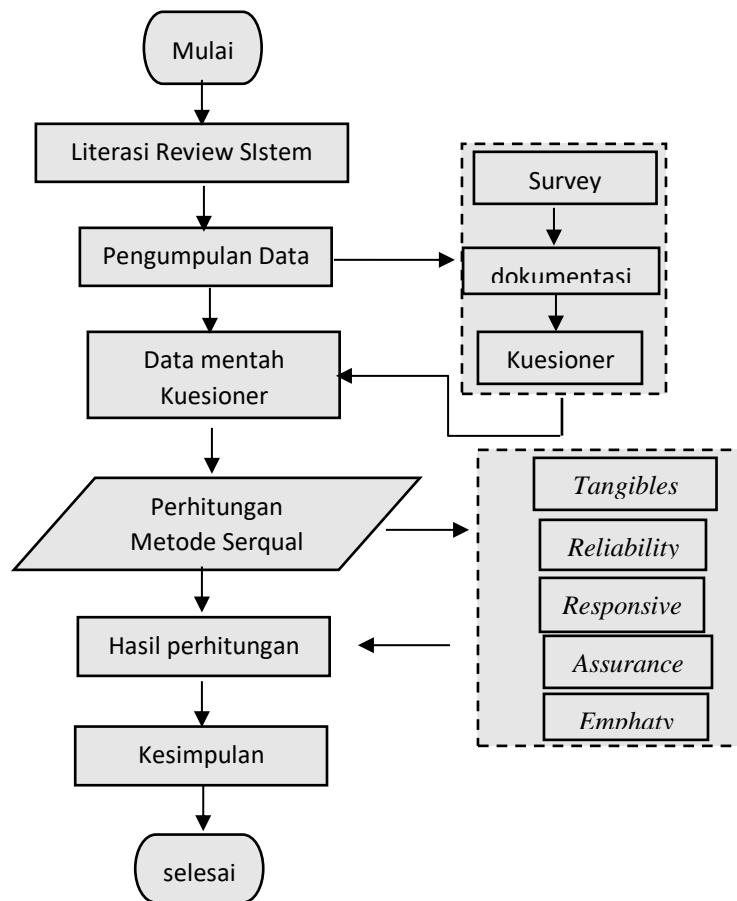 Mulai
Literasi Review SIstem
Survey
Pengumpulan Data
dokumentasi
Data mentah
Kuesioner
Kuesioner
Tangibles
Perhitungan
Metode Serqual
Reliability
Responsive
Hasil perhitungan
Assurance
Emphaty
Kesimpulan
selesai